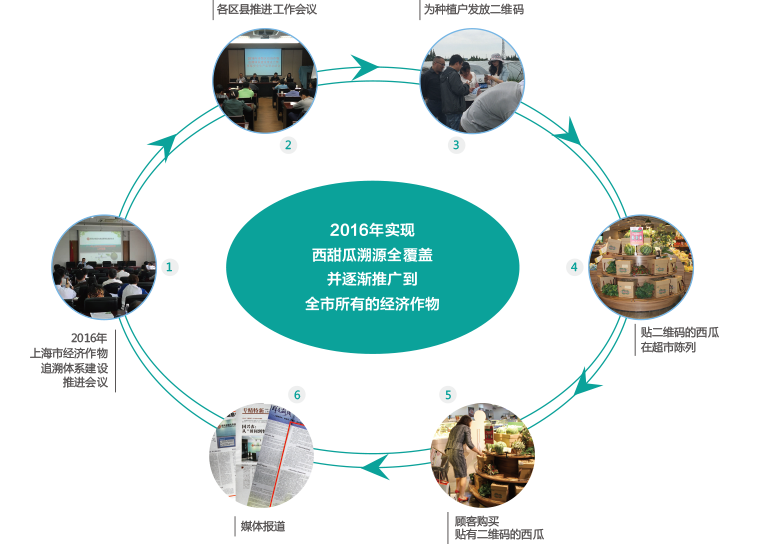 各区县推进工作会议
为种植户发放二维码
2
3
1
4
2016年实现
西甜瓜溯源全覆盖
并逐渐推广到
全市所有的经济作物
2016年
上海市经济作物
追溯体系建设
推进会议
贴二维码的西瓜
在超市陈列
6
5
媒体报道
顾客购买
贴有二维码的西瓜